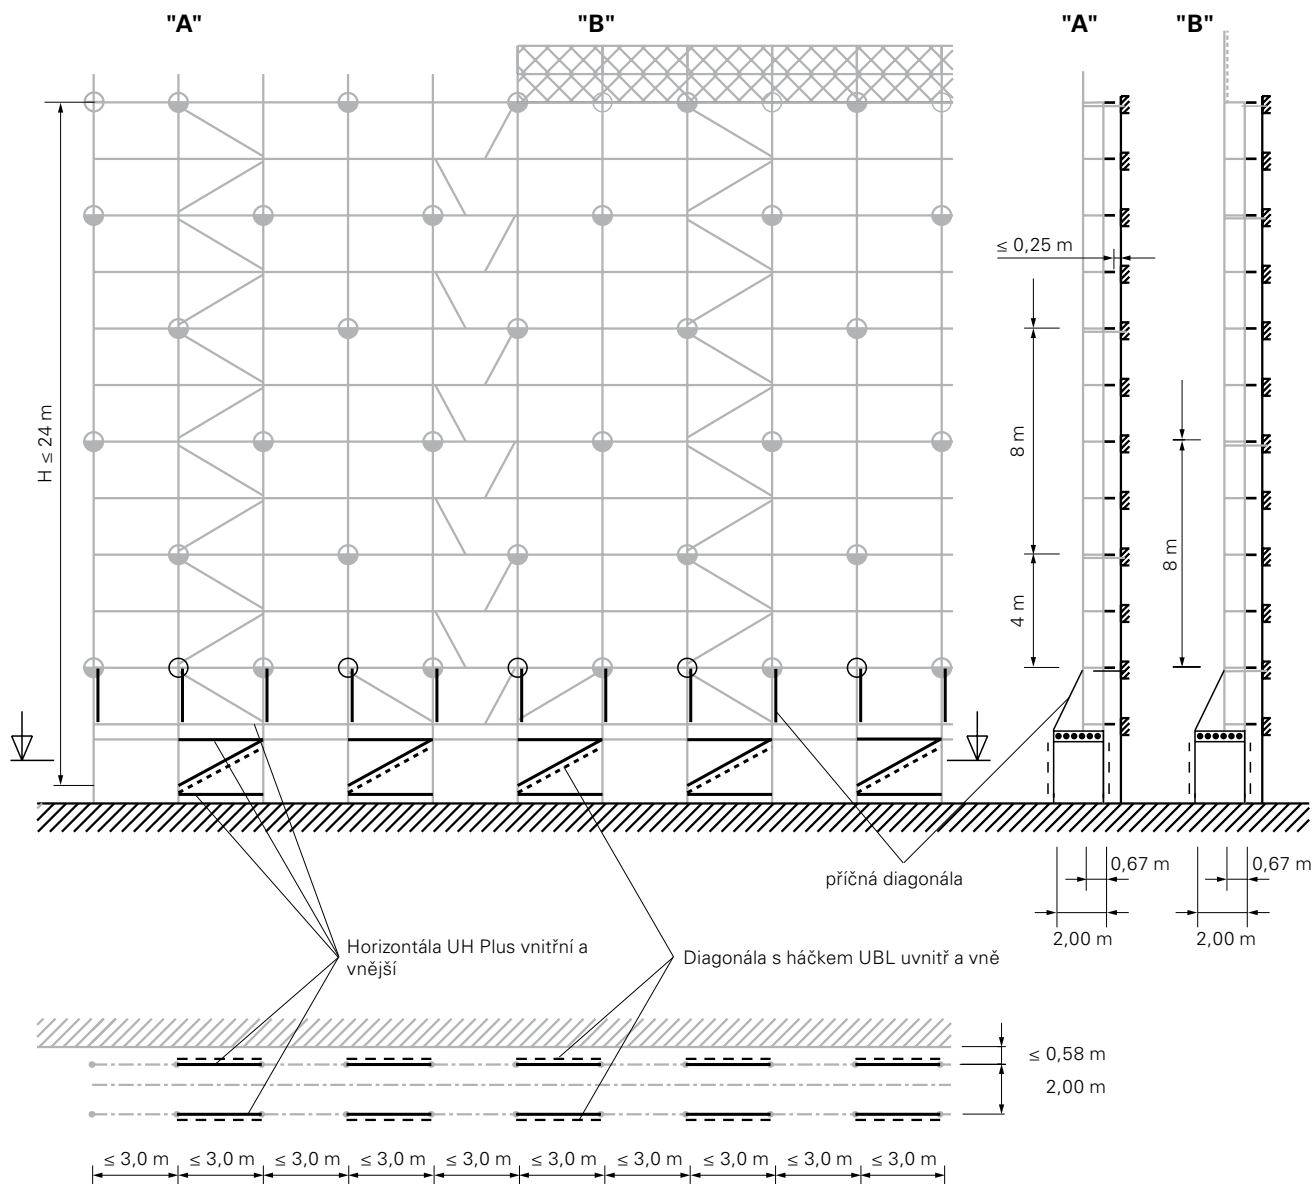 "A"
"B"
"A"
"B"
≤ 0,25 m
H ≤ 24 m
8 m
4 m
8 m
příčná diagonála
0,67 m
0,67 m
2,00 m
2,00 m
Horizontála UH Plus vnitřní a
vnější
Diagonála s háčkem UBL uvnitř a vně
≤ 0,58 m
2,00 m
≤ 3,0 m
≤ 3,0 m
≤ 3,0 m
≤ 3,0 m
≤ 3,0 m
≤ 3,0 m
≤ 3,0 m
≤ 3,0 m
≤ 3,0 m
≤ 3,0 m